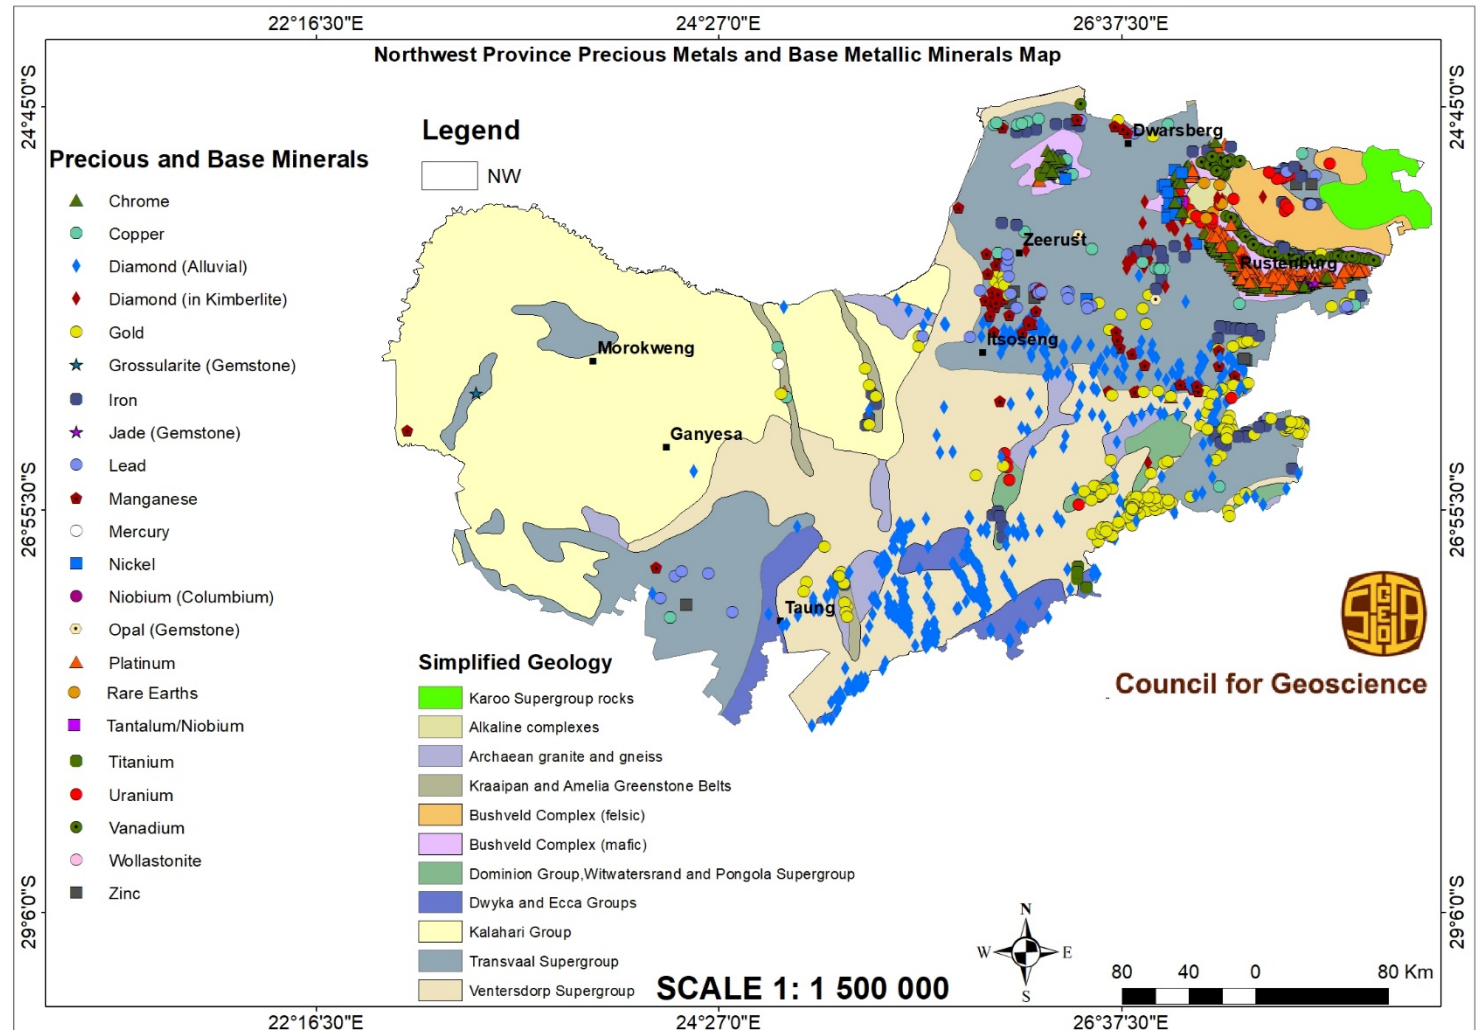 22°16'30"E
24°27'0"E
26°37'30"E
Northwest Province Precious Metals and Base Metallic Minerals Map
24°45'0"S
24°45'0"S
Legend
NW
Precious and Base Minerals
Chrome
Copper
Diamond (Alluvial)
Diamond (in Kimberlite)
Gold
Grossularite (Gemstone)
Iron
Jade (Gemstone)
Lead
Manganese
Mercury
Nickel
Niobium (Columbium)
Opal (Gemstone)
Platinum
Rare Earths
Tantalum/Niobium
Titanium
Uranium
Vanadium
Wollastonite
Zinc
Dwarsberg
Zeerust
Rustenburg
Itsoseng
Morokweng
Ganyesa
Taung
26°55'30"S
26°55'30"S
Simplified Geology
Karoo Supergroup rocks
Alkaline complexes
Archaean granite and gneiss
Kraaipan and Amelia Greenstone Belts
Bushveld Complex (felsic)
Bushveld Complex (mafic)
Dominion Group,Witwatersrand and Pongola Supergroup
Dwyka and Ecca Groups
Kalahari Group
Transvaal Supergroup
Ventersdorp Supergroup
SCALE 1: 1 500 000
Council for Geoscience
N
W
E
S
80 40 0 80 Km
29°6'0"S
29°6'0"S
22°16'30"E
24°27'0"E
26°37'30"E